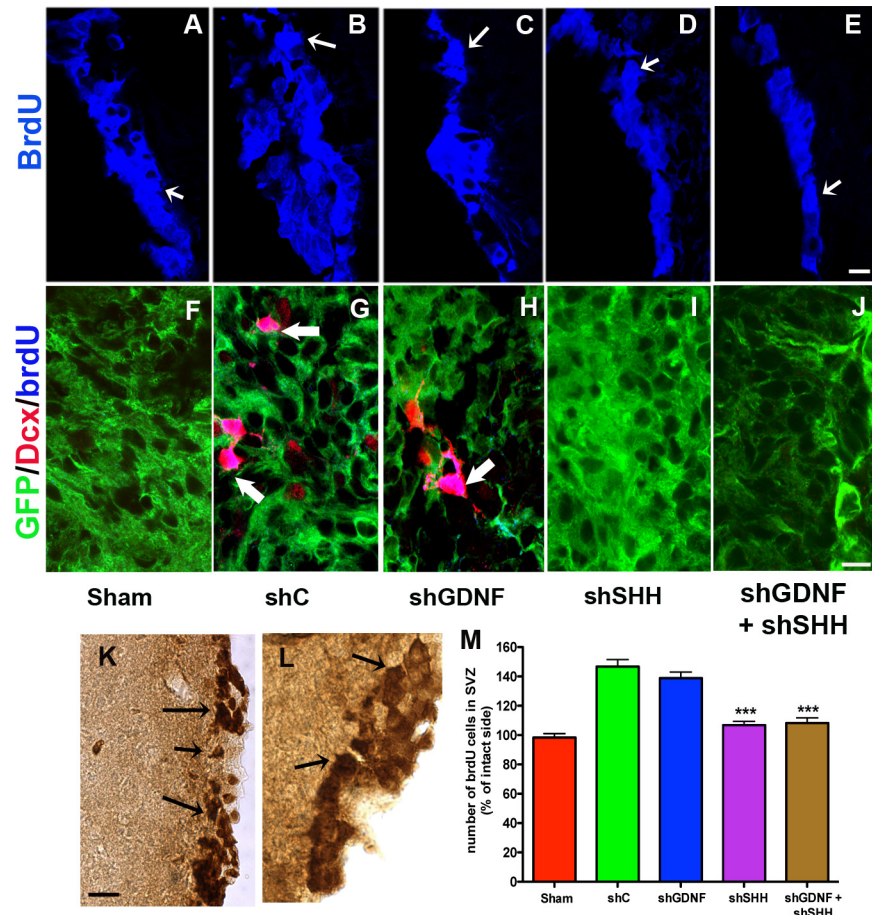 A B C D E
BrdU
F G H I J
GFP/Dcx/brdU
Sham shC shGDNF shSHH shGDNF
+ shSHH
K L M
160
140
120
100
80
60
40
20
0
number of brdU cells in SVZ
(% of intact side)
*** ***
Sham shC shGDNF shSHH shGDNF +
shSHH